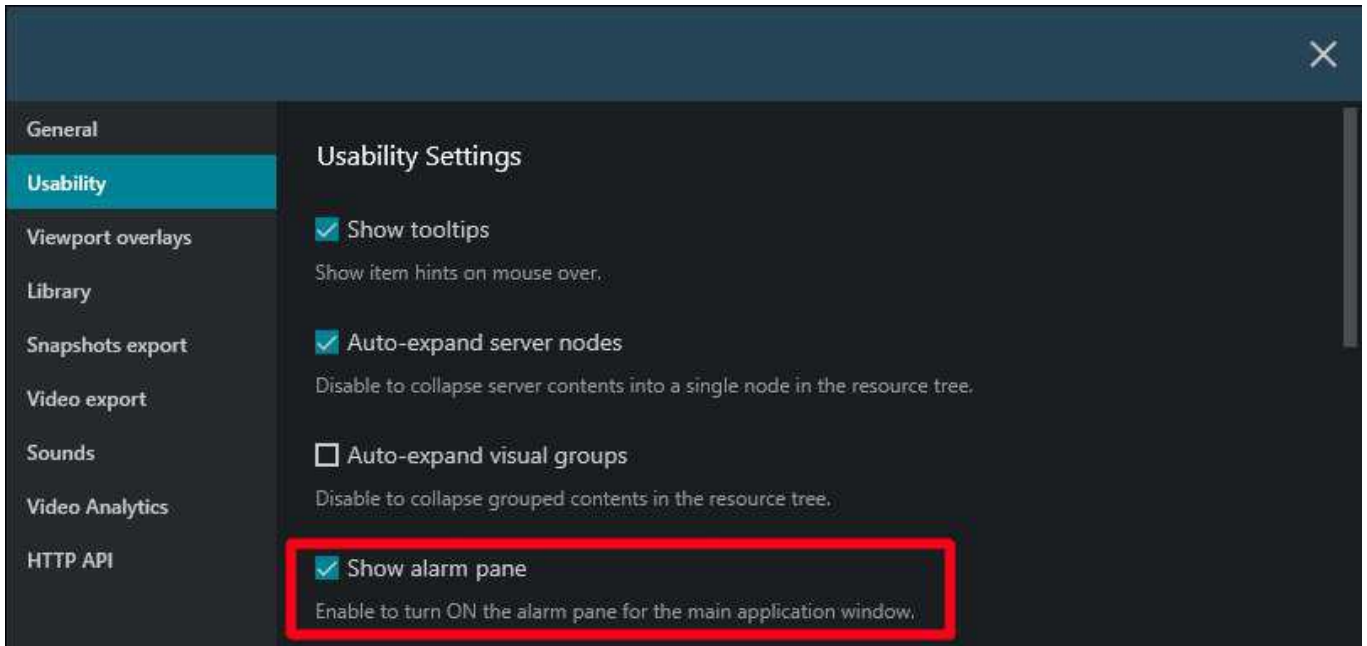 General
Usability
Viewport overlays
Library
Snapshots export
Video export
Sounds
Video Analytics
HTTP API
Usability Settings
Show tooltips
Show item hints on mouse over.
Auto-expand server nodes
Disable to collapse server contents into a single node in the resource tree.
Auto-expand visual groups
Disable to collapse grouped contents in the resource tree.
Show alarm pane
Enable to turn ON the alarm pane for the main application window.